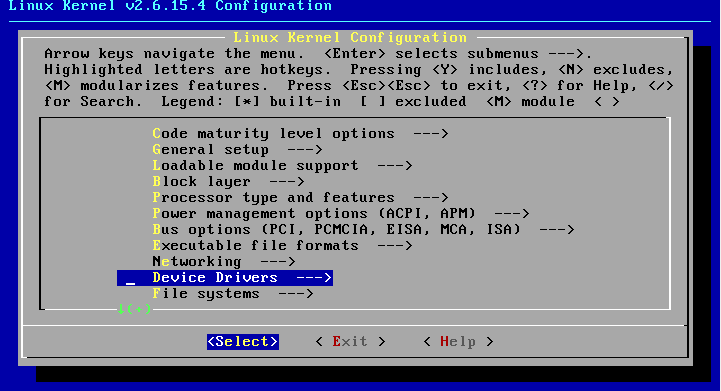 Linux Kernel v2.6.15.4 Configuration
Linux Kernel Configuration
Arrow keys navigate the menu.  <Enter> selects submenus --->.
Highlighted letters are hotkeys.  Pressing <Y> includes, <N> excludes,
<M> modularizes features.  Press <Esc><Esc> to exit, <?> for Help, </>
for Search.  Legend: [*] built-in  [ ] excluded  <M> module  < >
Code maturity level options  --->
General setup  --->
Loadable module support  --->
Block layer  --->
Processor type and features  --->
Power management options (ACPI, APM)  --->
Bus options (PCI, PCMCIA, EISA, MCA, ISA)  --->
Executable file formats  --->
Networking  --->
Device Drivers  --->
File systems  --->
↓(+)
<Select>    < Exit >    < Help >